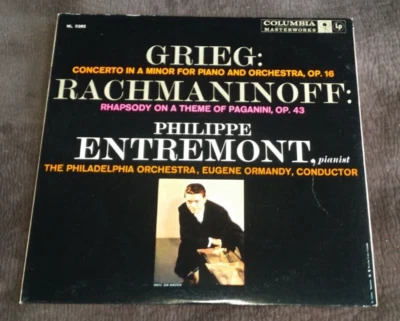 COLUMBIA
MASTERWORKS
LP
GRIEG:
CONCERTO IN A MINOR FOR PIANO AND ORCHESTRA, OP. 16
RACHMANINOFF:
RHAPSODY ON A THEME OF PAGANINI, OP. 43
PHILIPPE
ENTREMONT, pianist
THE PHILADELPHIA ORCHESTRA, EUGENE ORMANDY, CONDUCTOR